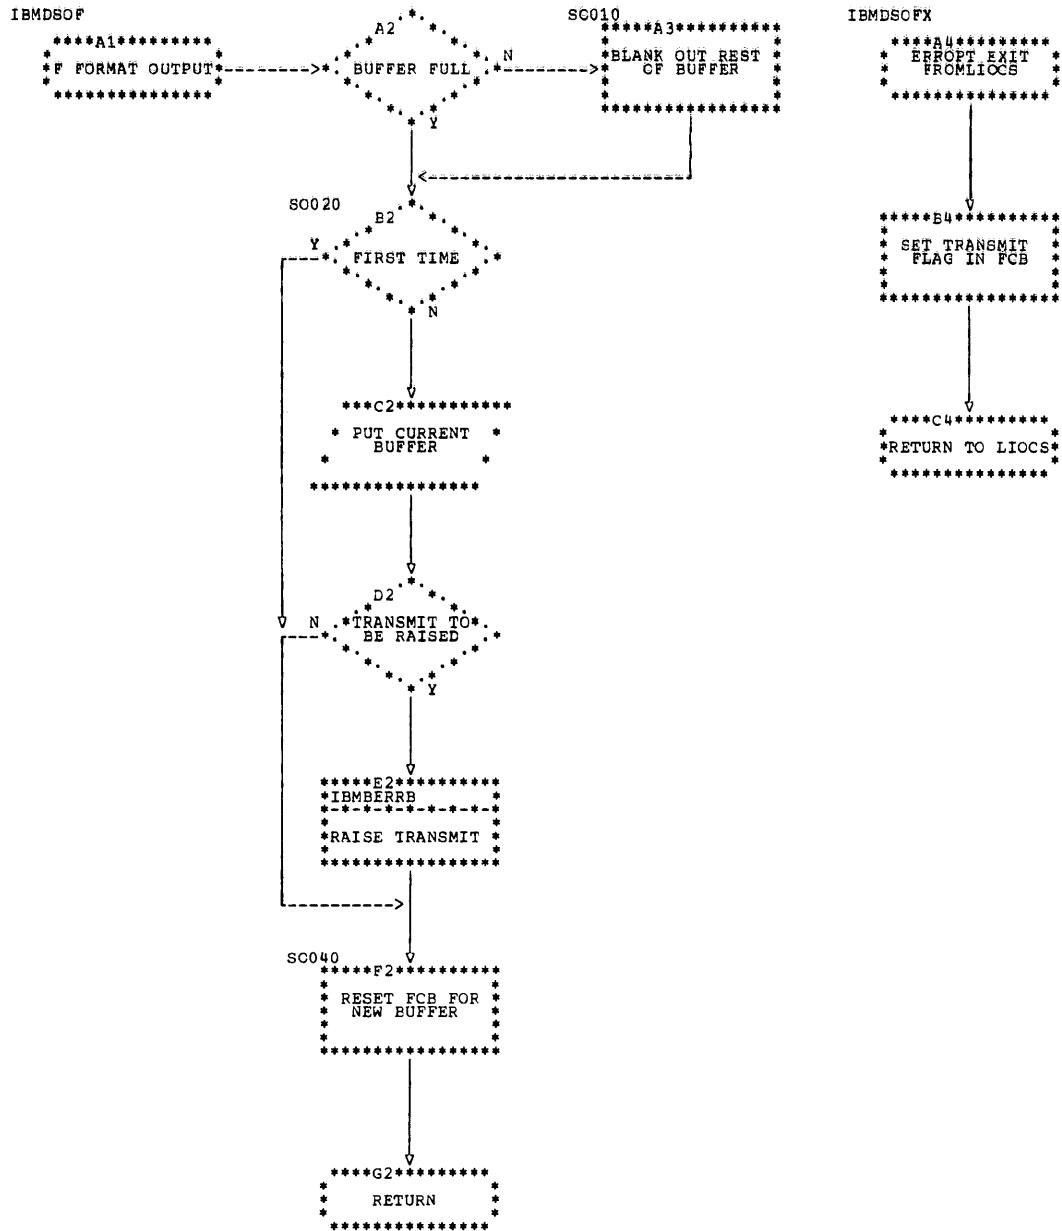 IBMDSOF
A1
F FORMAT OUTPUT
A2
BUFFER FULL
N
Y
SC010
A3
BLANK OUT REST
OF BUFFER
IBMDSOFX
A4
ERROPT EXIT
FROMLIOCS
SC020
B2
Y
FIRST TIME
N
B4
SET TRANSMIT
FLAG IN FCB
C2
PUT CURRENT
BUFFER
C4
RETURN TO LIOCS
D2
N
TRANSMIT TO
BE RAISED
Y
E2
IBMBERRB
RAISE TRANSMIT
SC040
F2
RESET FCB FOR
NEW BUFFER
G2
RETURN